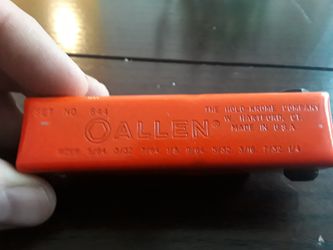 SET NO. 844
ALLEN®
THE HOLO-KROME COMPANY
W. HARTFORD, CT.
MADE IN U.S.A.
SIZES 5/64 3/32 7/64 1/8 9/64 5/32 3/16 7/32 1/4